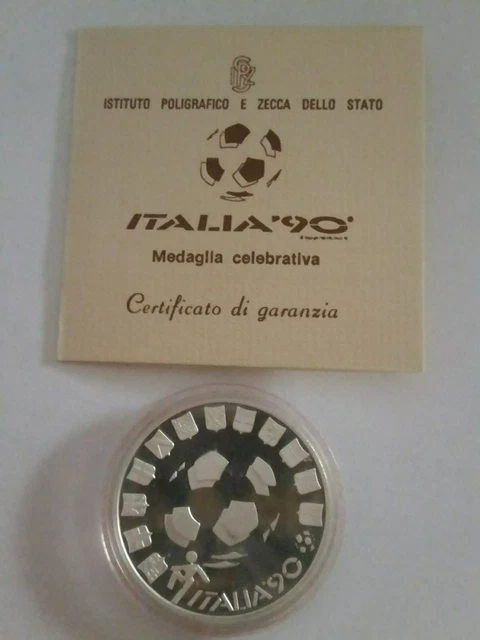 ISTITUTO POLIGRAFICO E ZECCA DELLO STATO
ITALIA'90
Medaglia celebrativa
Certificato di garanzia
ITALIA'90